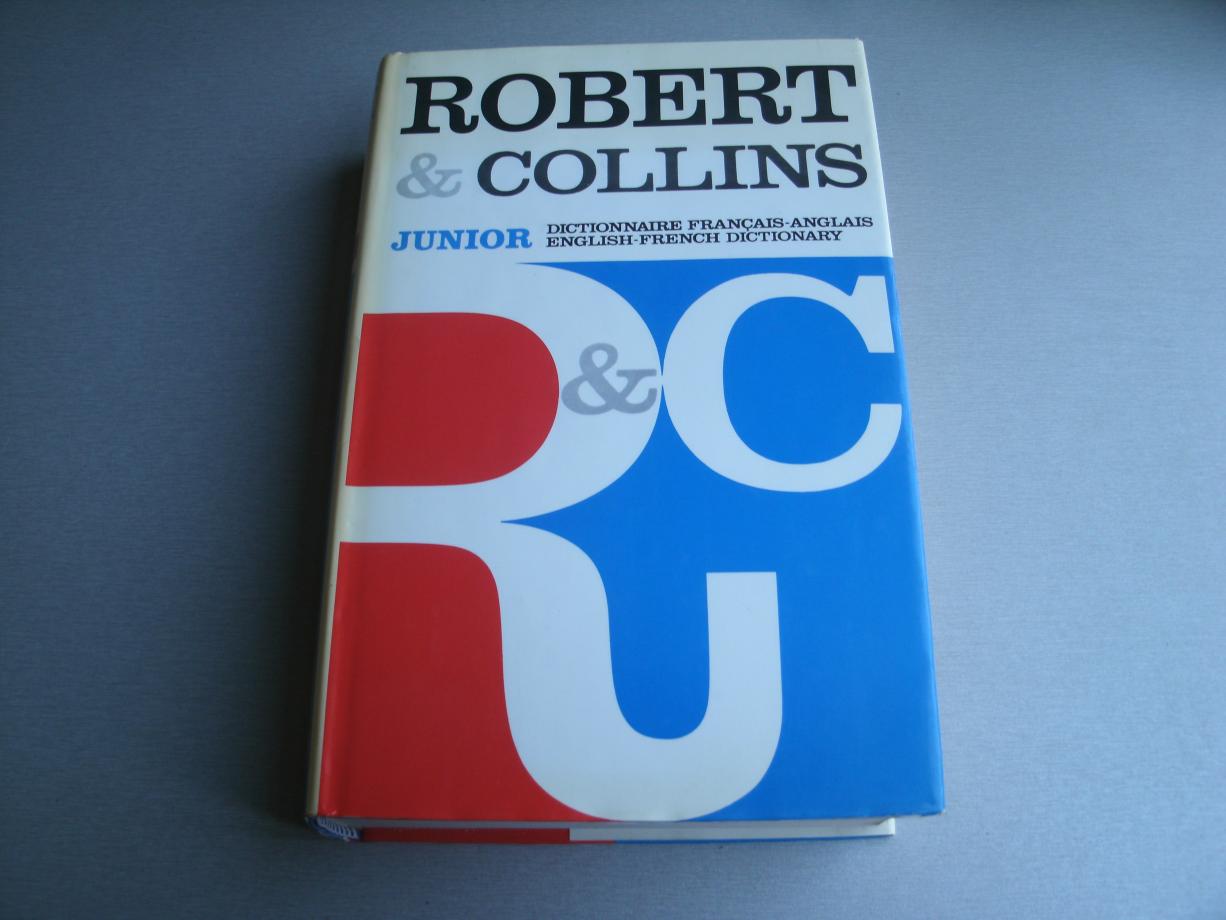 ROBERT
& COLLINS
JUNIOR DICTIONNAIRE FRANÇAIS-ANGLAIS
ENGLISH-FRENCH DICTIONARY
R&C